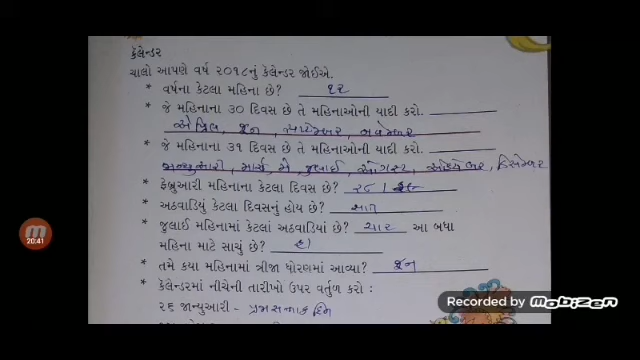 કૅલેન્ડર
ચાલો આપણે વર્ષ ૨૦૧૮નું કૅલેન્ડર જોઈએ.
* વર્ષના કેટલા મહિના છે? ૧૨
* જે મહિનાના ૩૦ દિવસ છે તે મહિનાઓની યાદી કરો.
એપ્રિલ, જૂન, સપ્ટેમ્બર, નવેમ્બર
* જે મહિનાના ૩૧ દિવસ છે તે મહિનાઓની યાદી કરો.
જાન્યુઆરી, માર્ચ, મે, જુલાઈ, ઓગસ્ટ, ઓક્ટોબર, ડિસેમ્બર
* ફેબ્રુઆરી મહિનાના કેટલા દિવસ છે? ૨૮ / ૨૯
* અઠવાડિયું કેટલા દિવસનું હોય છે? સાત
* જુલાઈ મહિનામાં કેટલાં અઠવાડિયાં છે? ચાર આ બધા
મહિના માટે સાચું છે? હા
* તમે કયા મહિનામાં ત્રીજા ધોરણમાં આવ્યા? જૂન
* કૅલેન્ડરમાં નીચેની તારીખો ઉપર વર્તુળ કરો :
૨૬ જાન્યુઆરી - પ્રજાસત્તાક દિન
20:41
Recorded by Mobizen